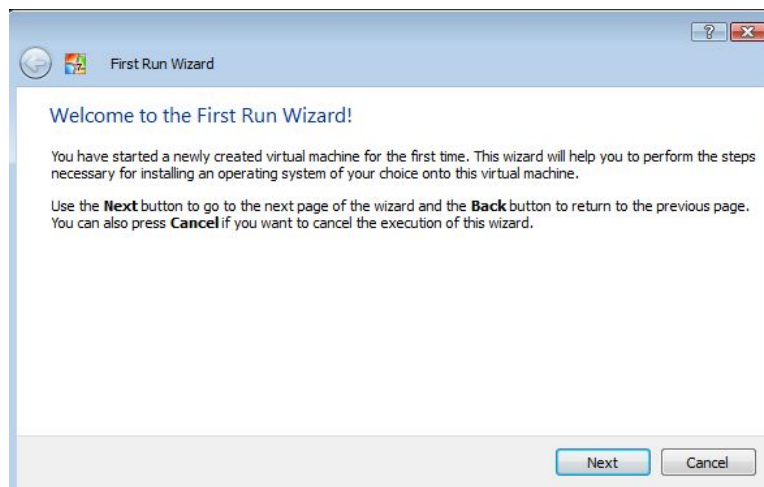 ?
X
First Run Wizard
Welcome to the First Run Wizard!
You have started a newly created virtual machine for the first time. This wizard will help you to perform the steps
necessary for installing an operating system of your choice onto this virtual machine.
Use the Next button to go to the next page of the wizard and the Back button to return to the previous page.
You can also press Cancel if you want to cancel the execution of this wizard.
Next
Cancel